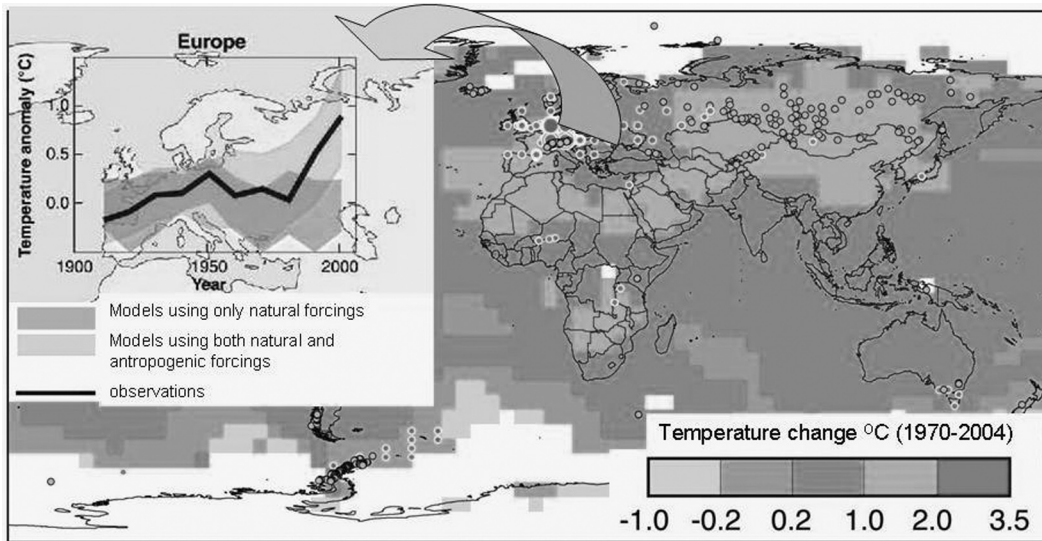 Europe
Temperature anomaly (°C)
1.0
0.5
0.0
1900 1950 2000
Year
Models using only natural forcings
Models using both natural and
antropogenic forcings
observations
Temperature change ºC (1970-2004)
-1.0 -0.2 0.2 1.0 2.0 3.5